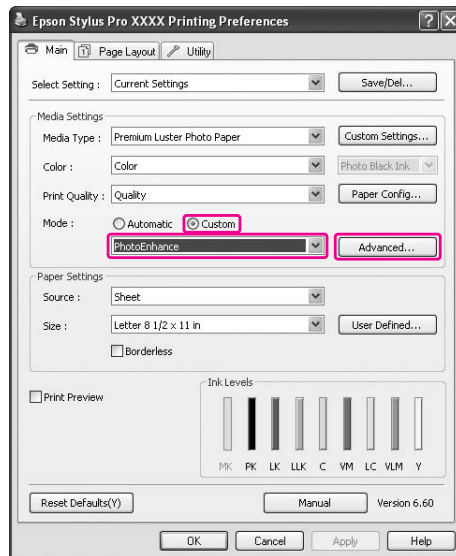 Epson Stylus Pro XXXX Printing Preferences
Main Page Layout Utility
Select Setting : Current Settings Save/Del...
Media Settings
Media Type : Premium Luster Photo Paper Custom Settings...
Color : Color Photo Black Ink
Print Quality : Quality Paper Config...
Mode : Automatic Custom
PhotoEnhance Advanced...
Paper Settings
Source : Sheet
Size : Letter 8 1/2 x 11 in User Defined...
Borderless
Print Preview
Ink Levels
MK PK LK LLK C VM LC VLM Y
Reset Defaults(Y) Manual Version 6.60
OK Cancel Apply Help